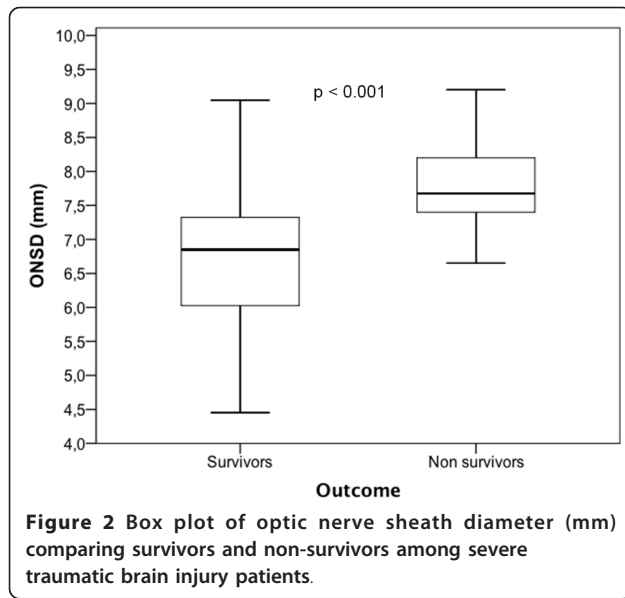 10,0
9,5
9,0
8,5
8,0
7,5
7,0
6,5
6,0
5,5
5,0
4,5
4,0
ONSD (mm)
p < 0.001
Survivors
Non survivors
Outcome
Figure 2 Box plot of optic nerve sheath diameter (mm)
comparing survivors and non-survivors among severe
traumatic brain injury patients.